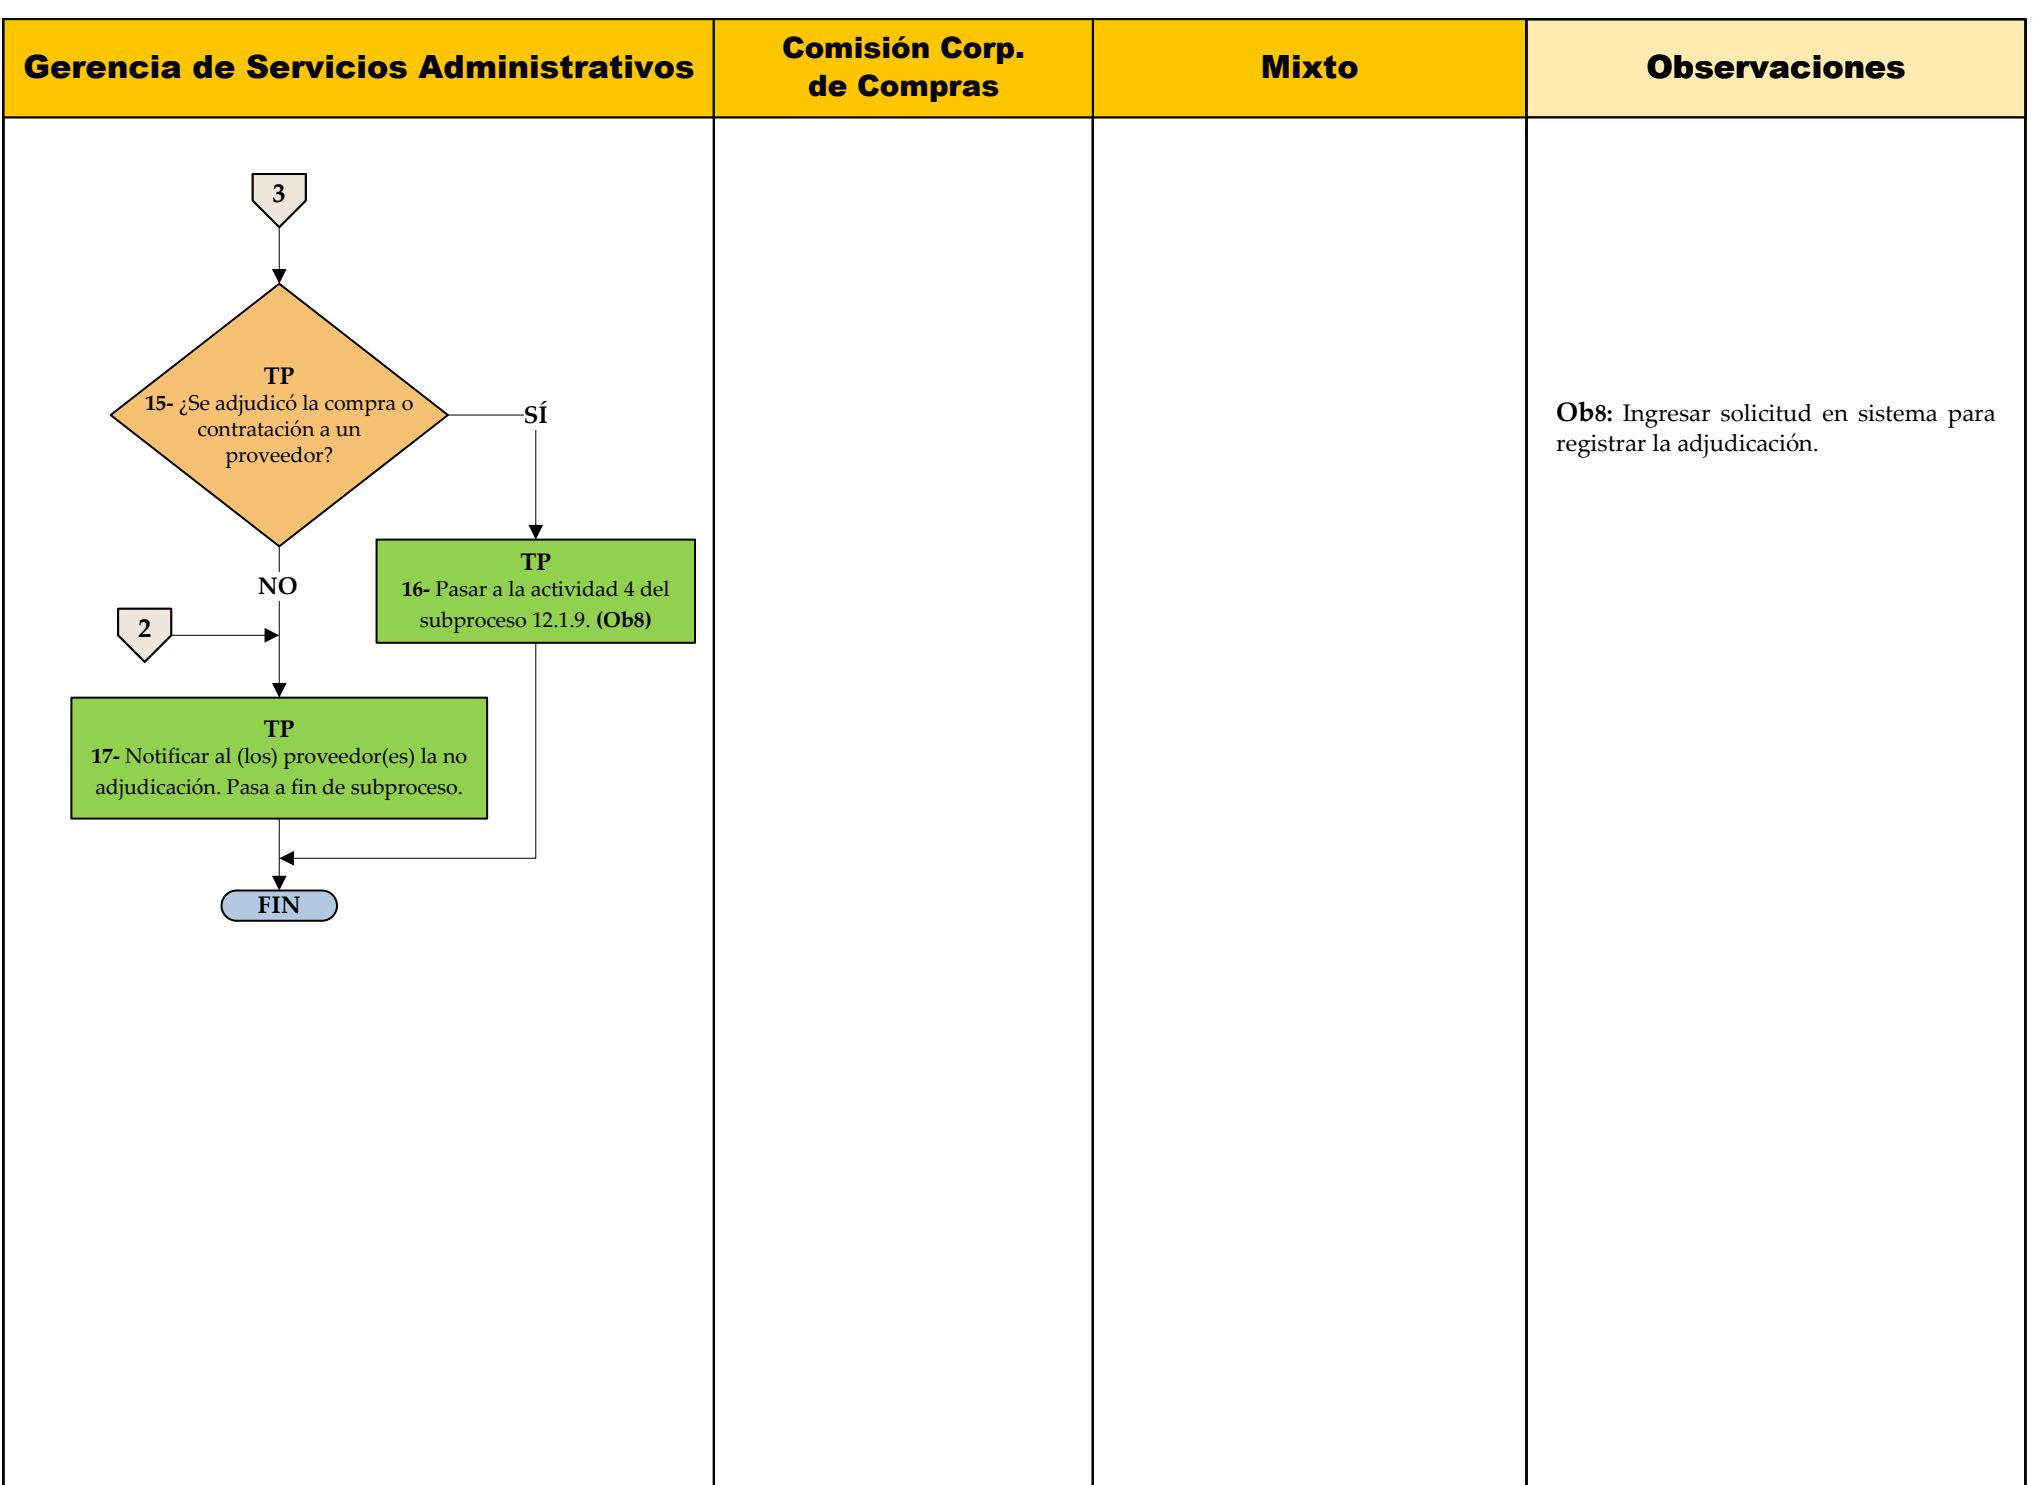 Gerencia de Servicios Administrativos
Comisión Corp.
de Compras
Mixto
Observaciones
3
TP
15- ¿Se adjudicó la compra o
contratación a un
proveedor?
SÍ
Ob8: Ingresar solicitud en sistema para
registrar la adjudicación.
TP
16- Pasar a la actividad 4 del
subproceso 12.1.9. (Ob8)
NO
2
TP
17- Notificar al (los) proveedor(es) la no
adjudicación. Pasa a fin de subproceso.
FIN